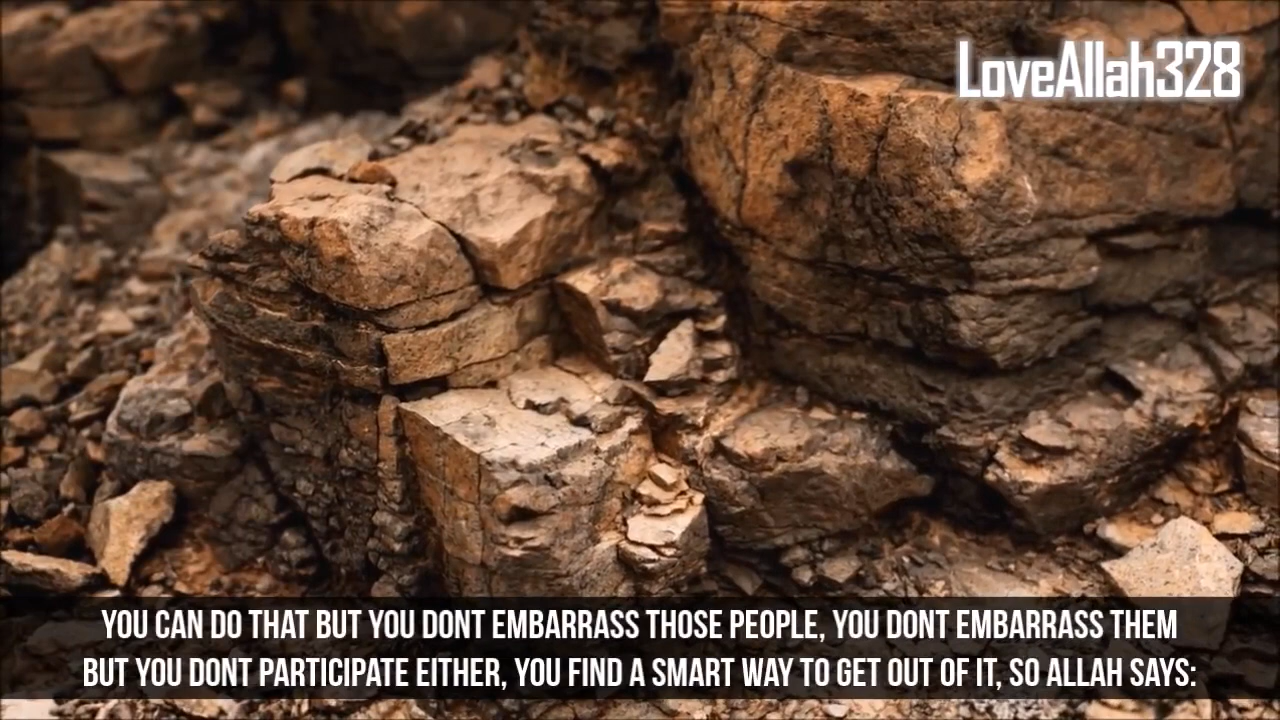 LoveAllah328
YOU CAN DO THAT BUT YOU DONT EMBARRASS THOSE PEOPLE, YOU DONT EMBARRASS THEM
BUT YOU DONT PARTICIPATE EITHER, YOU FIND A SMART WAY TO GET OUT OF IT, SO ALLAH SAYS: